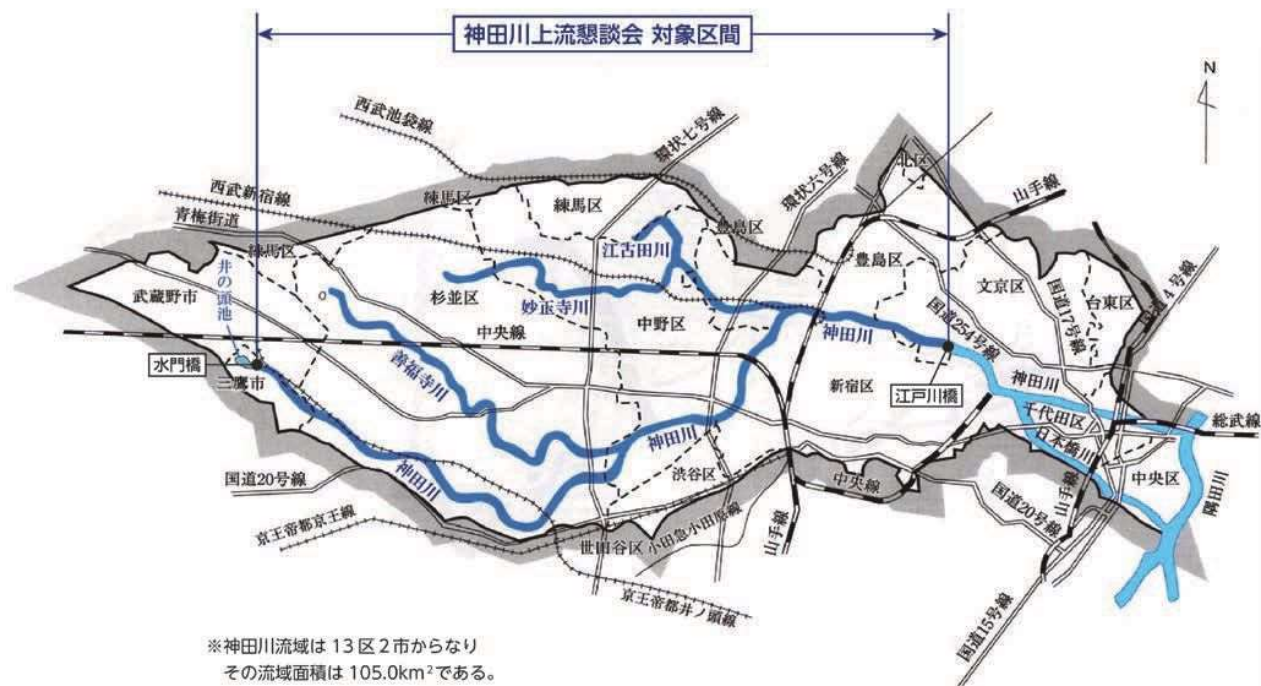 神田川上流懇談会 対象区間
N
西武池袋線
環状七号線
環状六号線
北区
山手線
西武新宿線
青梅街道
練馬区
練馬区
練馬区
豊島区
豊島区
江古田川
井の頭池
武蔵野市
杉並区
妙正寺川
中野区
中央線
神田川
国道254号線
文京区
国道17号線
台東区
国道4号線
水門橋
三鷹市
善福寺川
新宿区
江戸川橋
神田川
千代田区
日本橋川
総武線
神田川
神田川
渋谷区
中央線
国道20号線
中央区
隅田川
国道20号線
山手線
京王帝都京王線
世田谷区
小田急小田原線
山手線
京王帝都井ノ頭線
国道15号線
※神田川流域は13区2市からなり
その流域面積は105.0km²である。